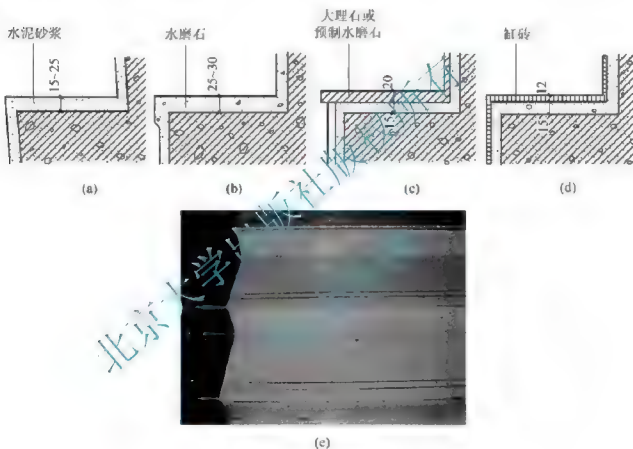 水泥砂浆
15~25
(a)
水磨石
25~30
(b)
大理石或
预制水磨石
20
15
(c)
缸砖
12
15
(d)
(e)
北京大学出版社版权所有